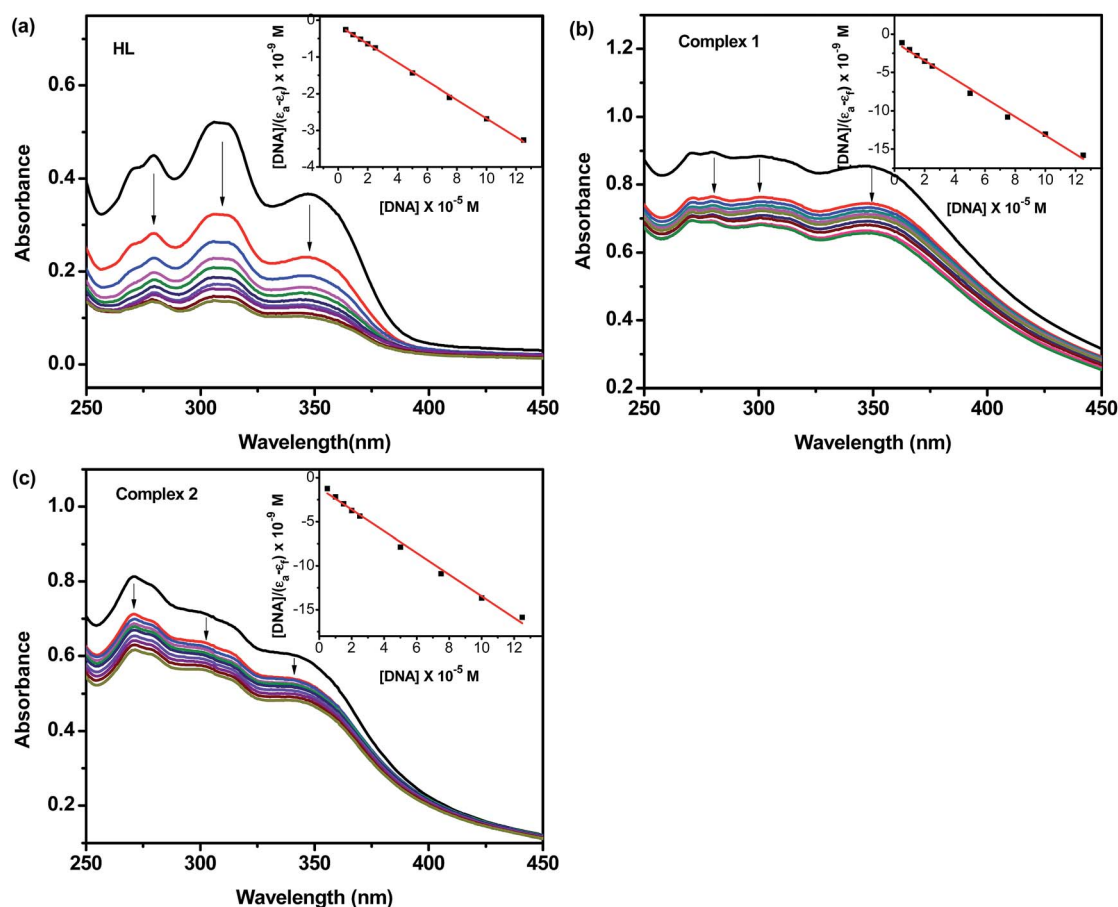 (a)
HL
Absorbance
0.6
0.4
0.2
0.0
250 300 350 400 450
Wavelength(nm)
[DNA]/(εa-εf) x 10-9 M
0
-1
-2
-3
-4
0 2 4 6 8 10 12
[DNA] X 10-5 M
(b)
Complex 1
Absorbance
1.2
1.0
0.8
0.6
0.4
0.2
250 300 350 400 450
Wavelength (nm)
[DNA]/(εa-εf) x 10-9 M
0
-5
-10
-15
0 2 4 6 8 10 12
[DNA] X 10-5 M
(c)
Complex 2
Absorbance
1.0
0.8
0.6
0.4
0.2
250 300 350 400 450
Wavelength (nm)
[DNA]/(εa-εf) x 10-9 M
0
-5
-10
-15
0 2 4 6 8 10 12
[DNA] X 10-5 M